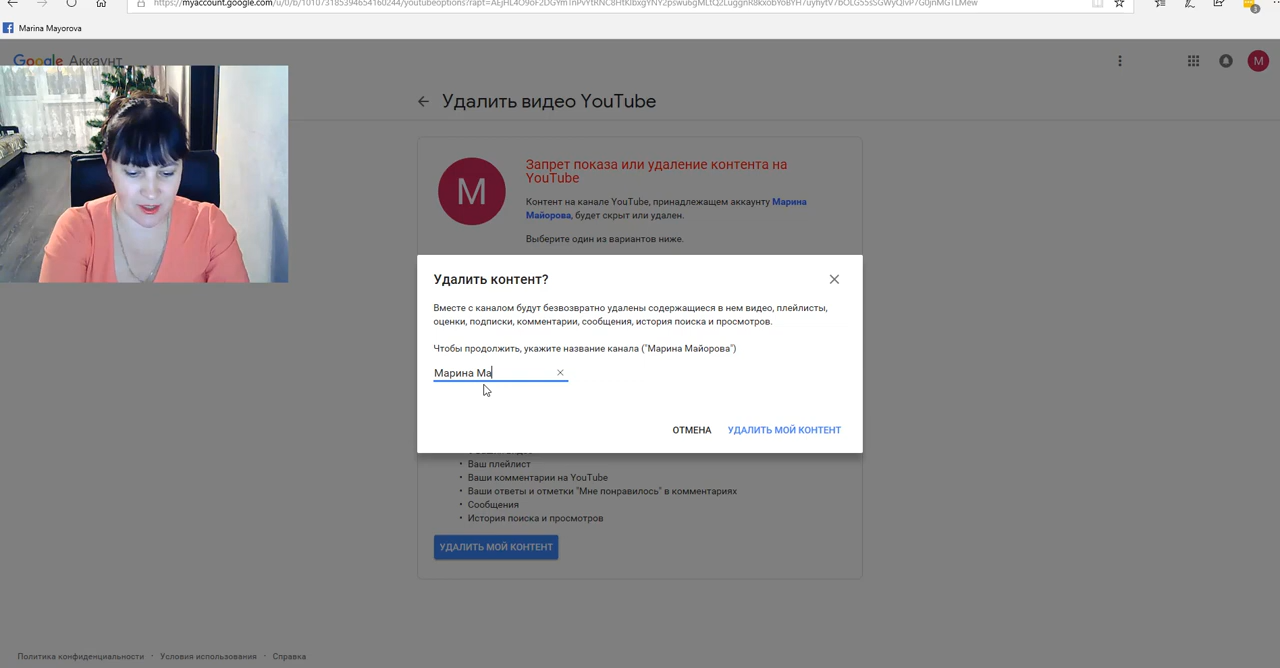 Marina Mayorova
Google Аккаунт
M
Удалить видео YouTube
M
Запрет показа или удаление контента на
YouTube
Контент на канале YouTube, принадлежащем аккаунту Марина
Майорова, будет скрыт или удален.
Выберите один из вариантов ниже.
Удалить контент?
Вместе с каналом будут безвозвратно удалены содержащиеся в нем видео, плейлисты,
оценки, подписки, комментарии, сообщения, история поиска и просмотров.
Чтобы продолжить, укажите название канала ("Марина Майорова")
Марина Ма
ОТМЕНА УДАЛИТЬ МОЙ КОНТЕНТ
• Ваш плейлист
• Ваши комментарии на YouTube
• Ваши ответы и отметки "Мне понравилось" в комментариях
• Сообщения
• История поиска и просмотров
УДАЛИТЬ МОЙ КОНТЕНТ
Политика конфиденциальности · Условия использования · Справка